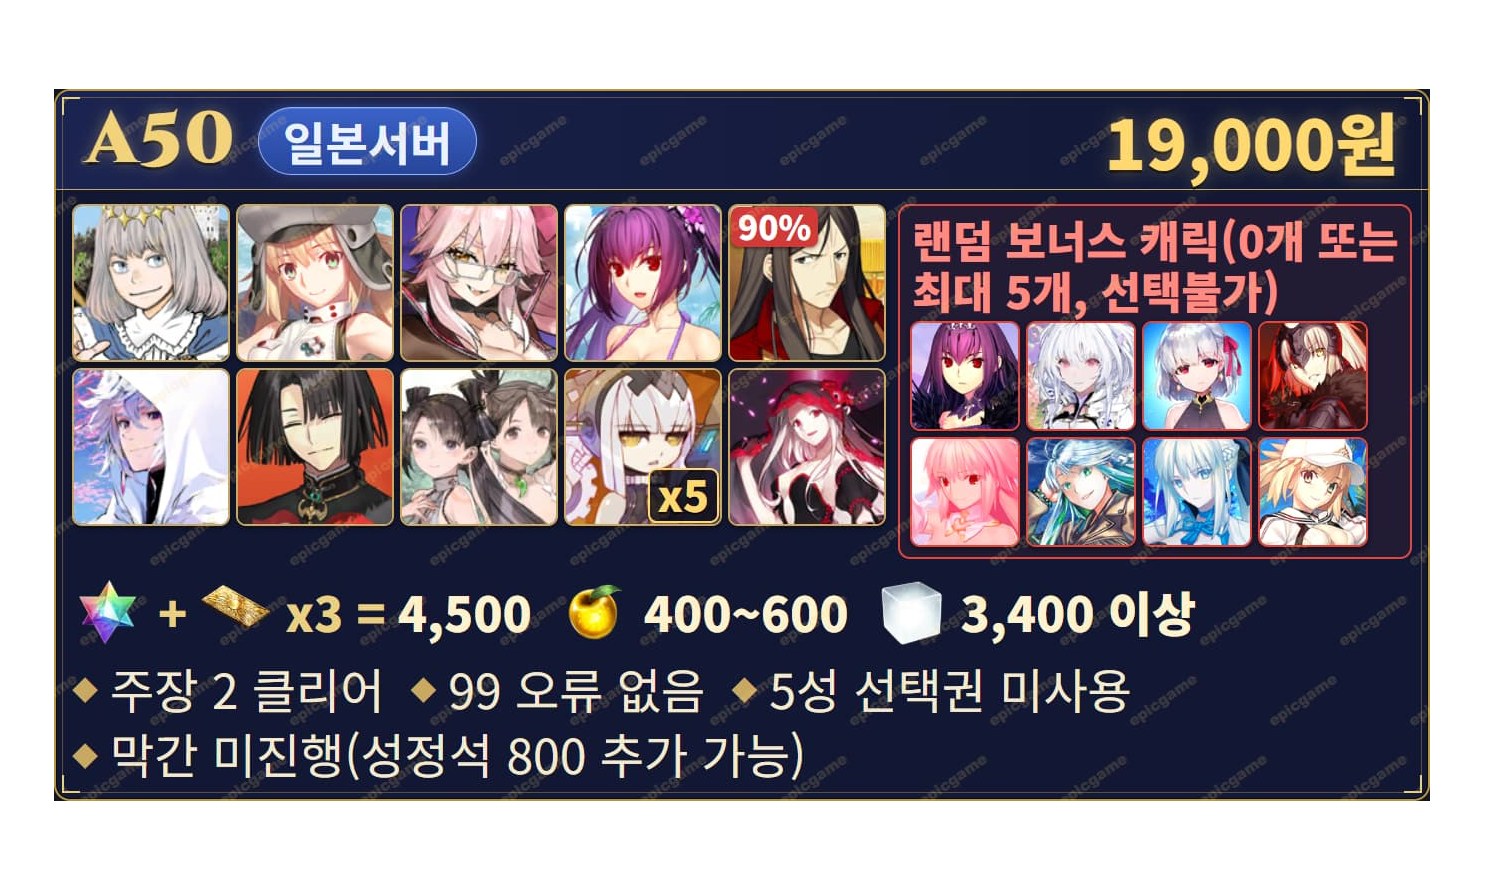 A50 일본서버 19,000원
90%
랜덤 보너스 캐릭(0개 또는
최대 5개, 선택불가)
x5
+ x3 = 4,500 400~600 3,400 이상
◆ 주장 2 클리어 ◆ 99 오류 없음 ◆ 5성 선택권 미사용
◆ 막간 미진행(성정석 800 추가 가능)
epicgame